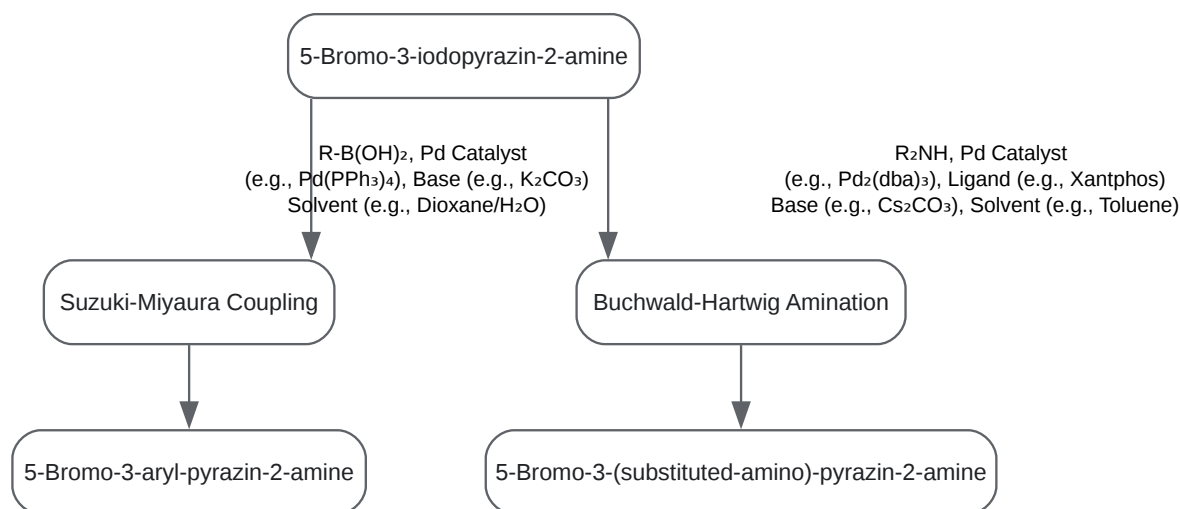 5-Bromo-3-iodopyrazin-2-amine
R-B(OH)₂, Pd Catalyst
(e.g., Pd(PPh₃)₄), Base (e.g., K₂CO₃)
Solvent (e.g., Dioxane/H₂O)
R₂NH, Pd Catalyst
(e.g., Pd₂(dba)₃), Ligand (e.g., Xantphos)
Base (e.g., Cs₂CO₃), Solvent (e.g., Toluene)
Suzuki-Miyaura Coupling
Buchwald-Hartwig Amination
5-Bromo-3-aryl-pyrazin-2-amine
5-Bromo-3-(substituted-amino)-pyrazin-2-amine